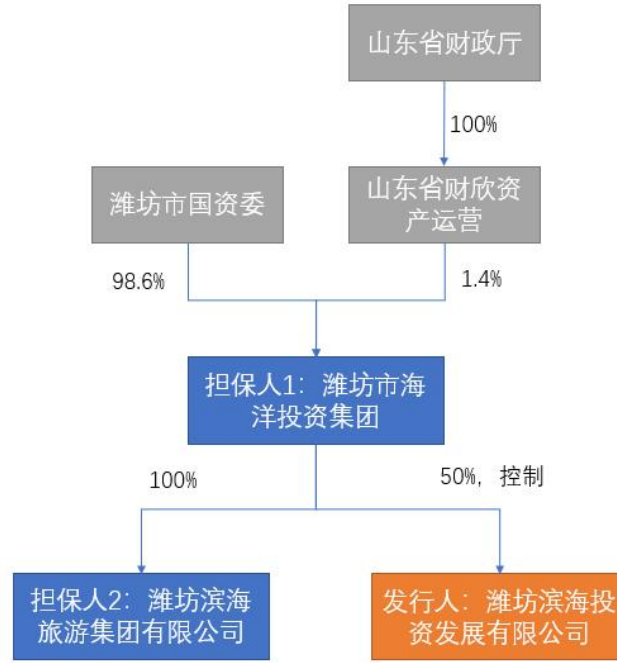 山东省财政厅
100%
潍坊市国资委
山东省财欣资
产运营
98.6%
1.4%
担保人1：潍坊市海
洋投资集团
100%
50%，控制
担保人2：潍坊滨海
旅游集团有限公司
发行人：潍坊滨海投
资发展有限公司